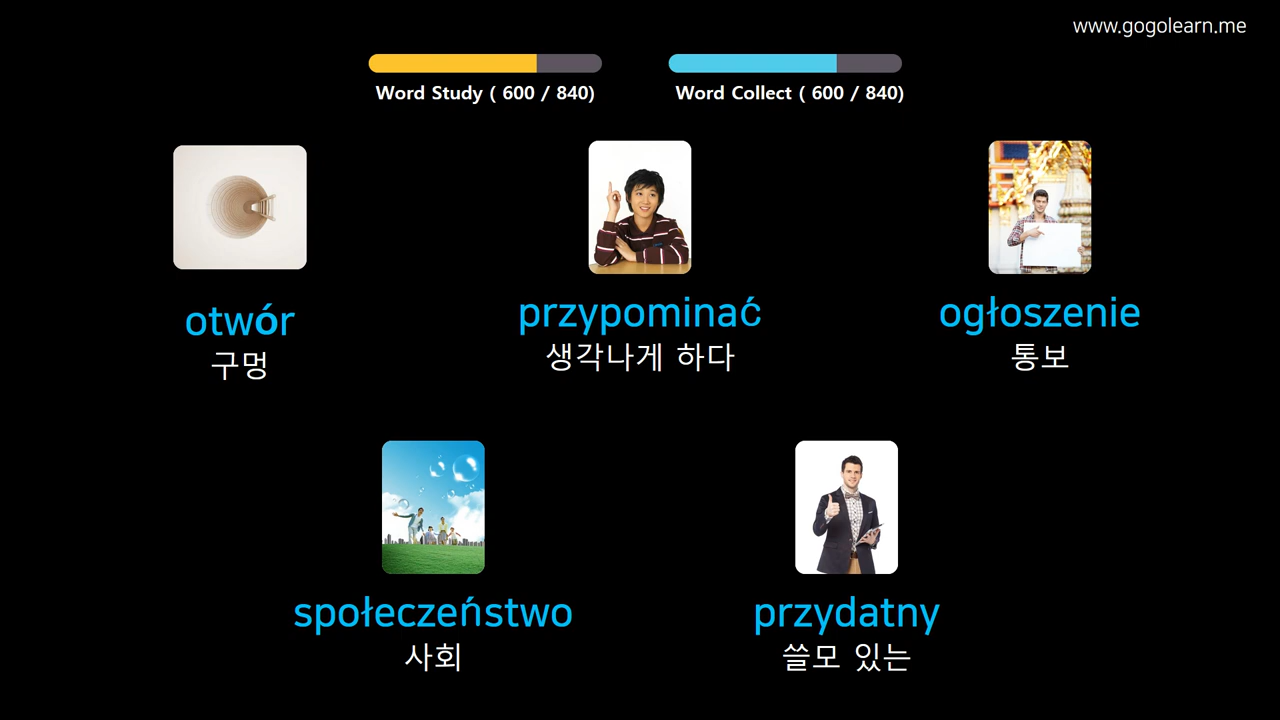 www.gogolearn.me
Word Study ( 600 / 840)
Word Collect ( 600 / 840)
otwór
구멍
przypominać
생각나게 하다
ogłoszenie
통보
społeczeństwo
사회
przydatny
쓸모 있는